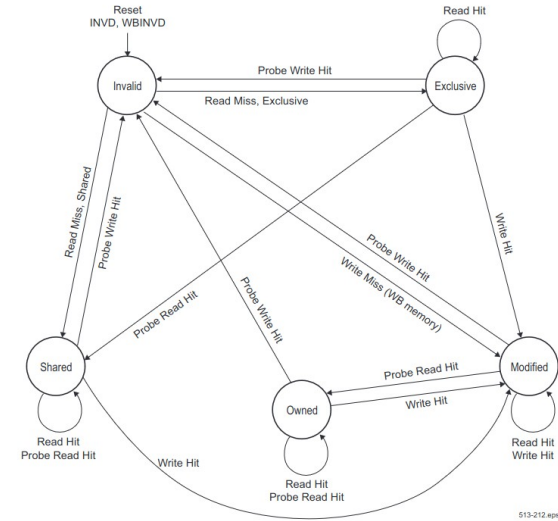 Reset
INVD, WBINVD
Read Hit
Invalid
Probe Write Hit
Exclusive
Read Miss, Exclusive
Read Miss, Shared
Probe Write Hit
Probe Write Hit
Write Miss (WB memory)
Write Hit
Probe Read Hit
Probe Write Hit
Shared
Probe Read Hit
Modified
Owned
Write Hit
Read Hit
Probe Read Hit
Read Hit
Write Hit
Write Hit
Read Hit
Probe Read Hit
513-212.eps